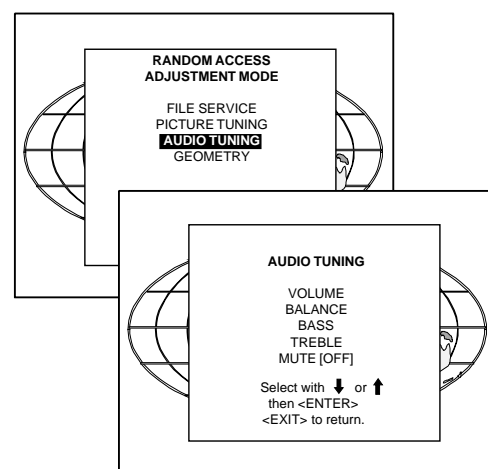 RANDOM ACCESS
ADJUSTMENT MODE
FILE SERVICE
PICTURE TUNING
AUDIO TUNING
GEOMETRY
AUDIO TUNING
VOLUME
BALANCE
BASS
TREBLE
MUTE [OFF]
Select with ⬇ or ⬆
then <ENTER>
<EXIT> to return.